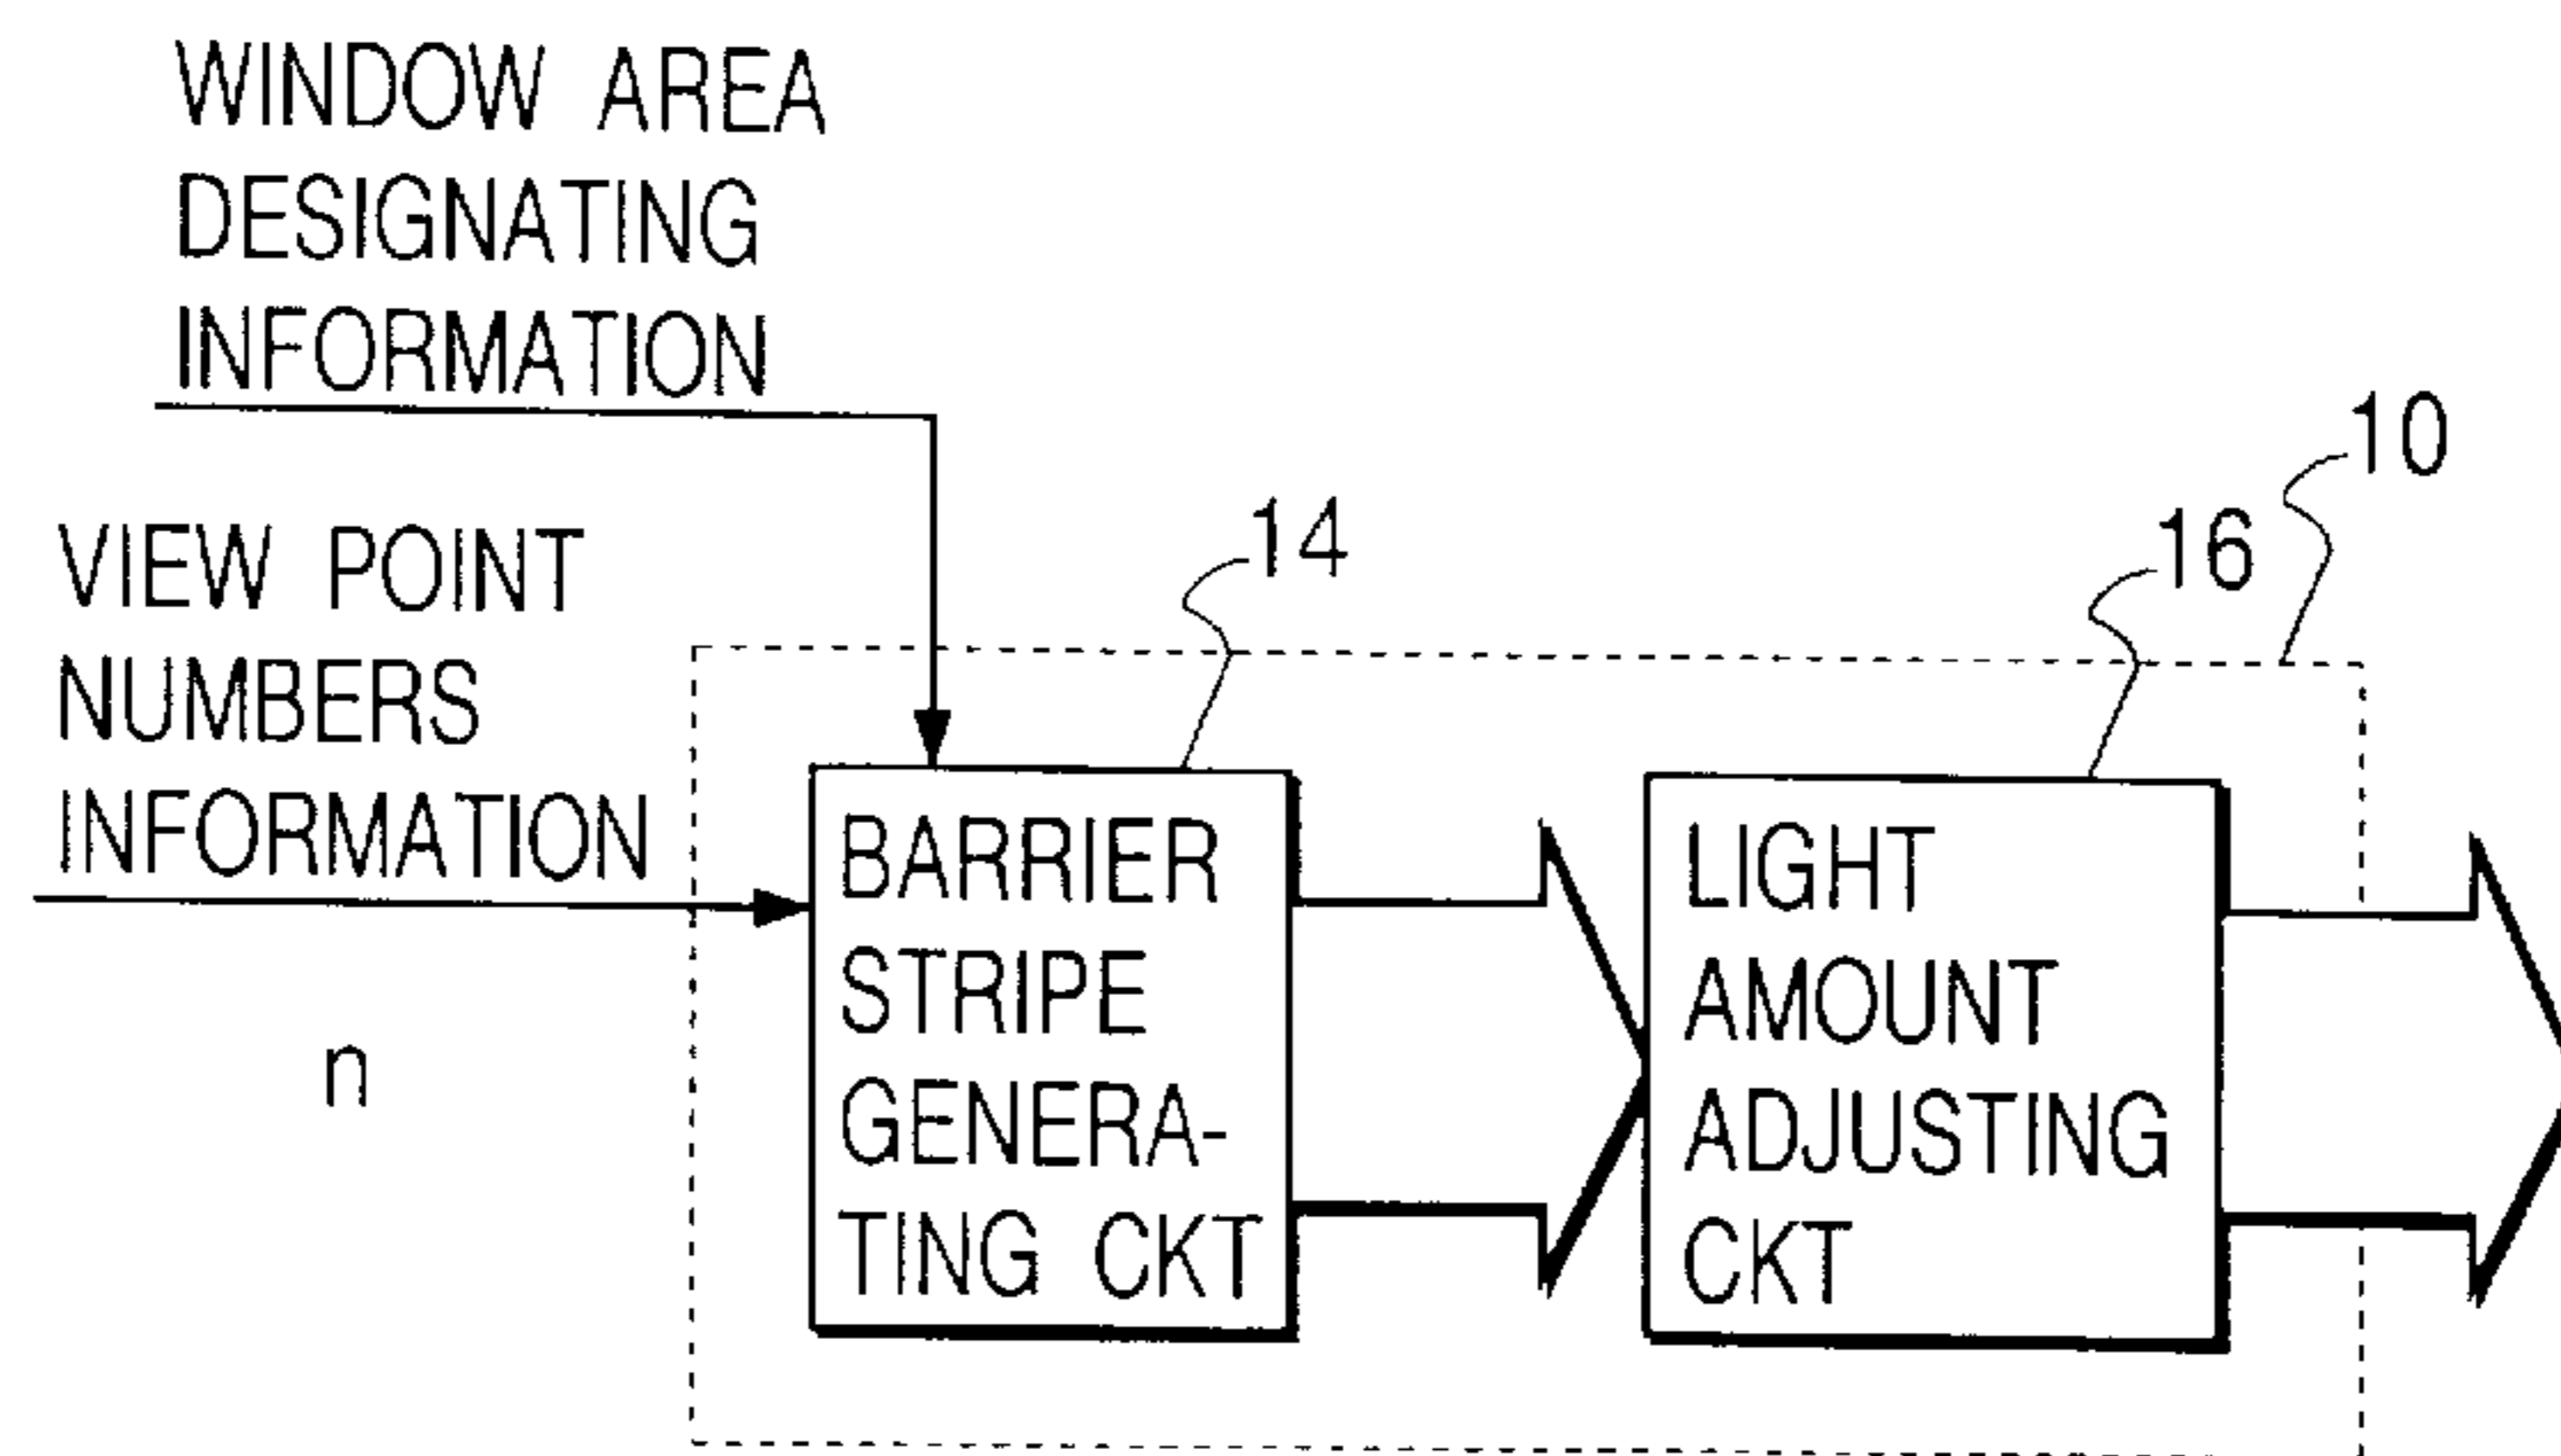 WINDOW AREA
DESIGNATING
INFORMATION
10
14
16
VIEW POINT
NUMBERS
INFORMATION
n
BARRIER
STRIPE
GENERA-
TING CKT
LIGHT
AMOUNT
ADJUSTING
CKT